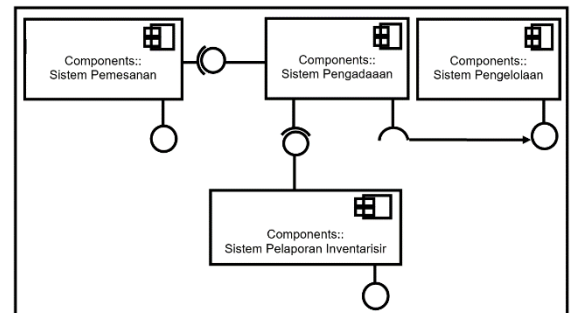 Components::
Sistem Pemesanan
Components::
Sistem Pengadaaan
Components::
Sistem Pengelolaan
Components::
Sistem Pelaporan Inventarisir